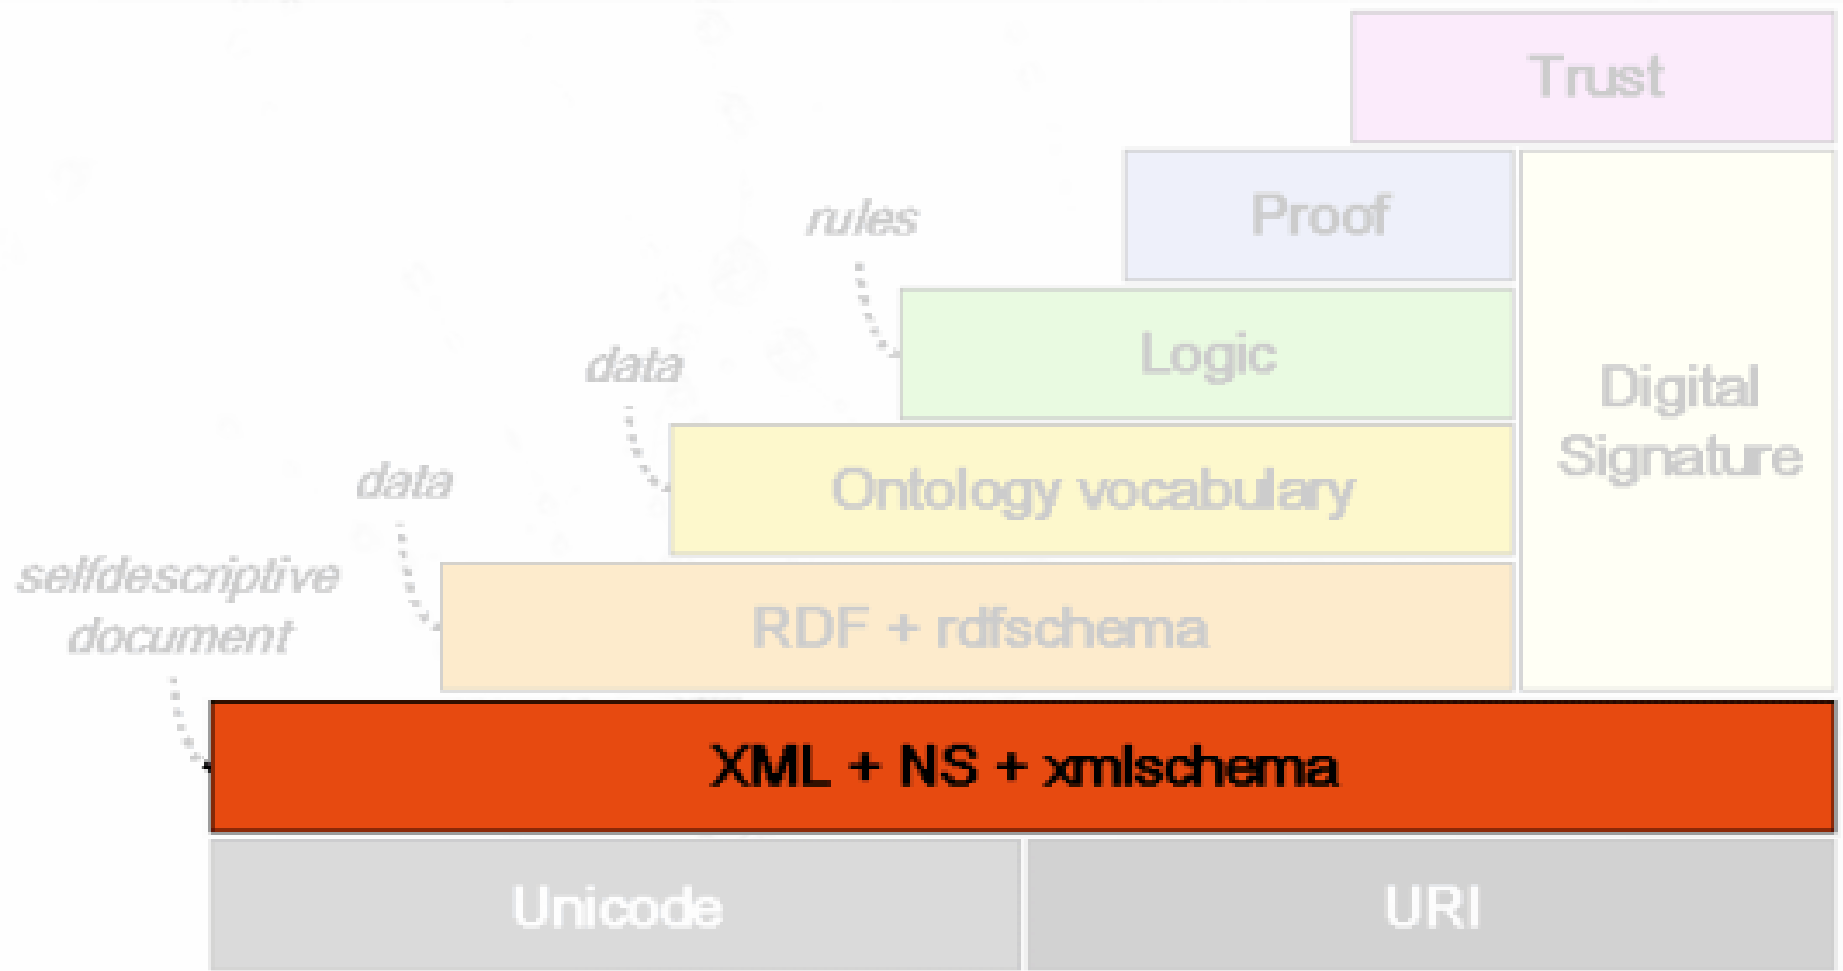 Trust
Proof
rules
Logic
data
Digital
Signature
Ontology vocabulary
data
selfdescriptive
document
RDF + rdfschema
XML + NS + xmlschema
Unicode
URI